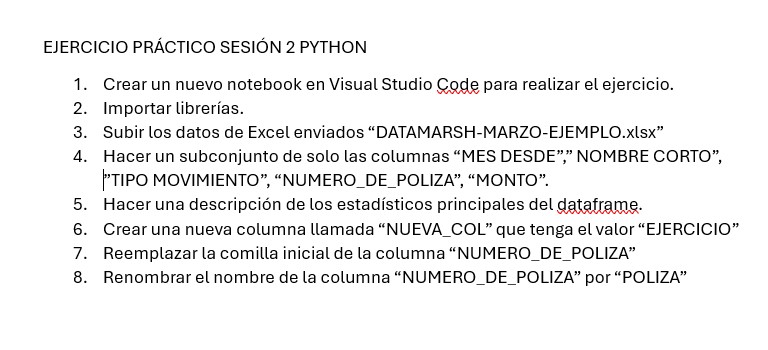 EJERCICIO PRÁCTICO SESIÓN 2 PYTHON
1. Crear un nuevo notebook en Visual Studio Code para realizar el ejercicio.
2. Importar librerías.
3. Subir los datos de Excel enviados “DATAMARSH-MARZO-EJEMPLO.xlsx”
4. Hacer un subconjunto de solo las columnas “MES DESDE”,” NOMBRE CORTO”,
”TIPO MOVIMIENTO”, “NUMERO_DE_POLIZA”, “MONTO”.
5. Hacer una descripción de los estadísticos principales del dataframe.
6. Crear una nueva columna llamada “NUEVA_COL” que tenga el valor “EJERCICIO”
7. Reemplazar la comilla inicial de la columna “NUMERO_DE_POLIZA”
8. Renombrar el nombre de la columna “NUMERO_DE_POLIZA” por “POLIZA”